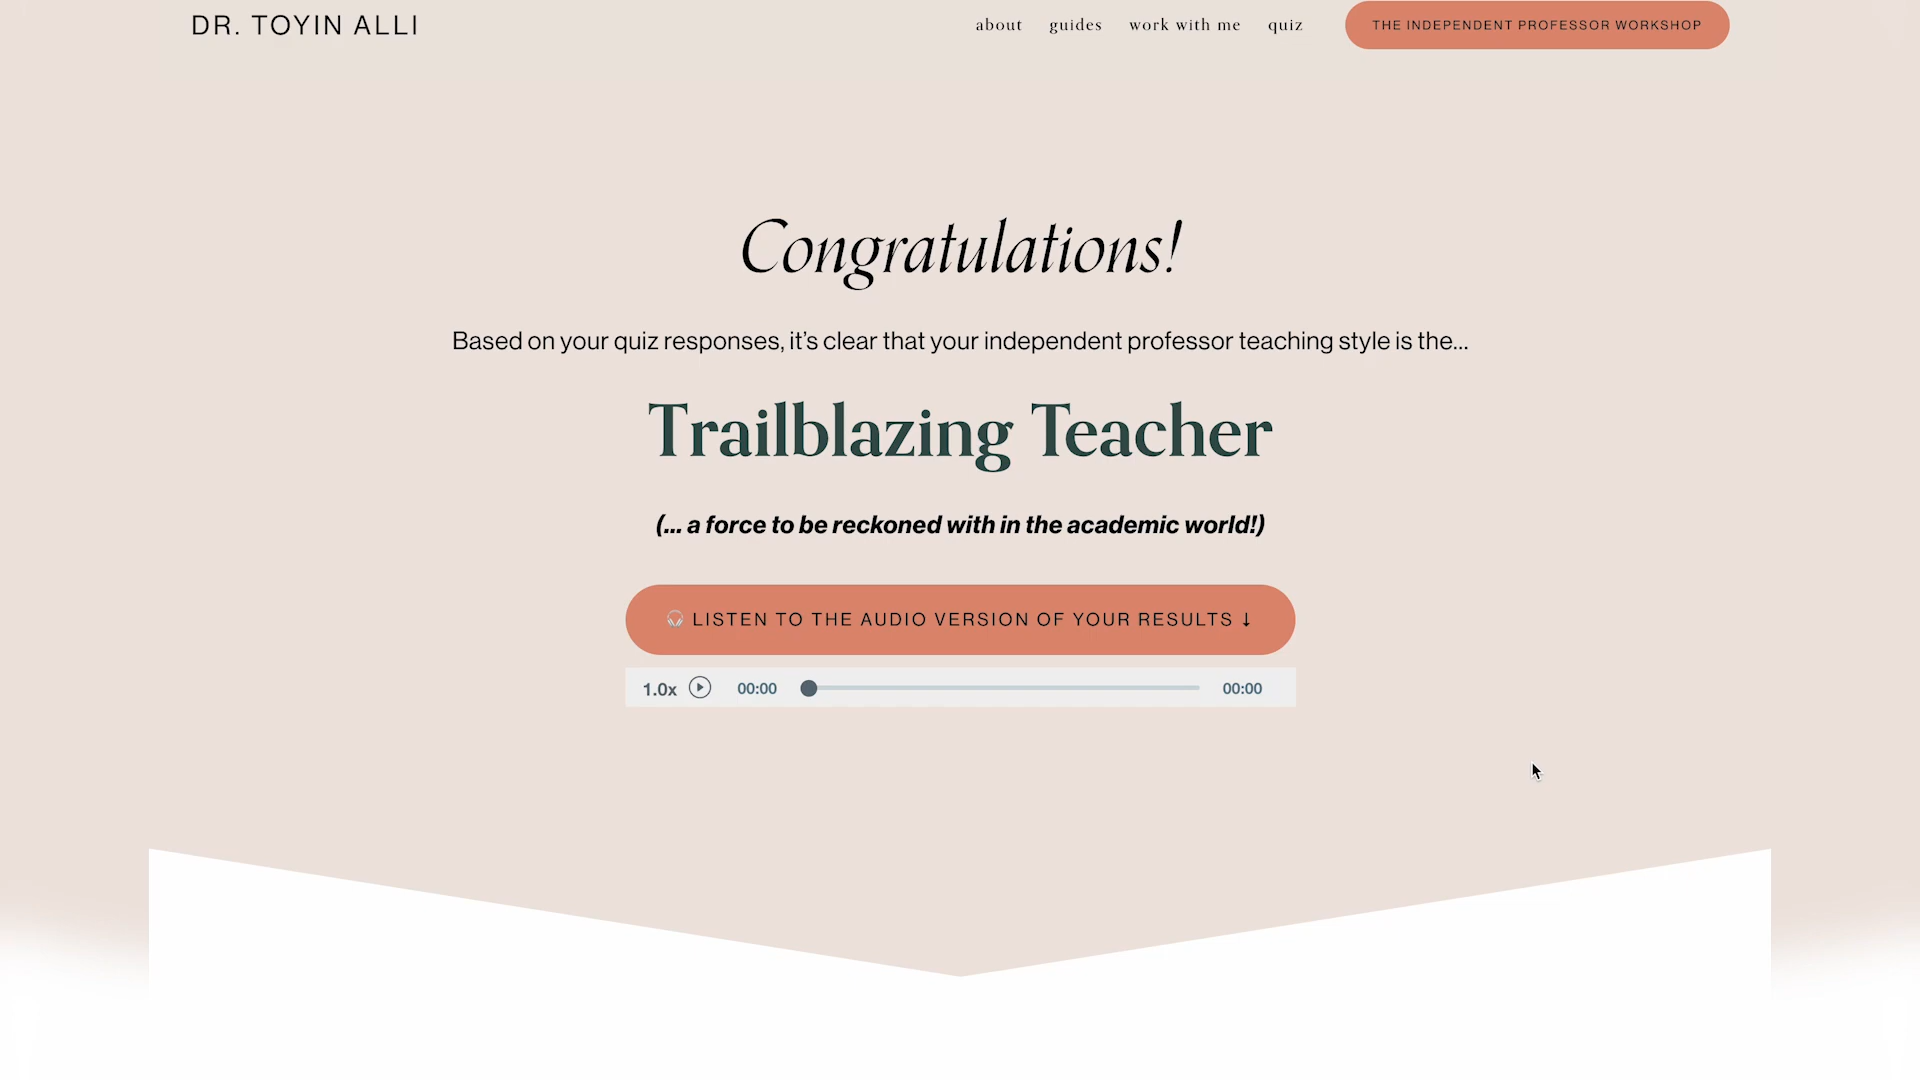 DR. TOYIN ALLI
about
guides
work with me
quiz
THE INDEPENDENT PROFESSOR WORKSHOP
Congratulations!
Based on your quiz responses, it’s clear that your independent professor teaching style is the...
Trailblazing Teacher
(... a force to be reckoned with in the academic world!)
🎧 LISTEN TO THE AUDIO VERSION OF YOUR RESULTS ↓
1.0x 00:00 00:00